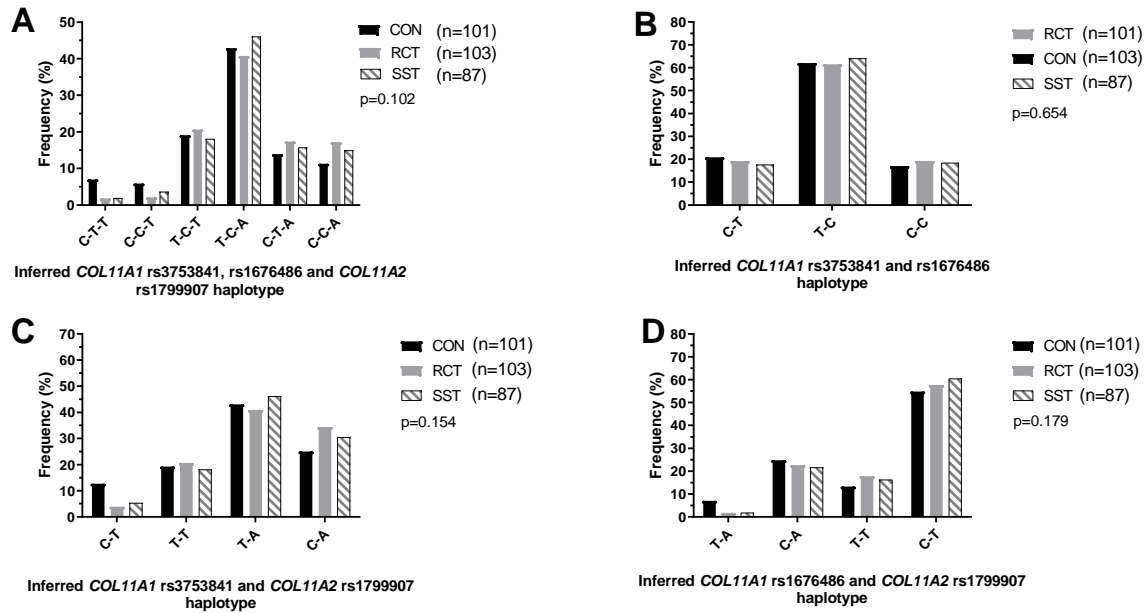 A
Frequency (%)
50
40
30
20
10
0
C-T-T
C-C-T
T-C-T
T-C-A
C-T-A
C-C-A
CON (n=101)
RCT (n=103)
SST (n=87)
p=0.102
Inferred COL11A1 rs3753841, rs1676486 and COL11A2
rs1799907 haplotype
B
Frequency (%)
80
70
60
50
40
30
20
10
0
C-T
T-C
C-C
RCT (n=101)
CON (n=103)
SST (n=87)
p=0.654
Inferred COL11A1 rs3753841 and rs1676486
haplotype
C
Frequency (%)
70
60
50
40
30
20
10
0
C-T
T-T
T-A
C-A
CON (n=101)
RCT (n=103)
SST (n=87)
p=0.154
Inferred COL11A1 rs3753841 and COL11A2 rs1799907
haplotype
D
Frequency (%)
80
70
60
50
40
30
20
10
0
T-A
C-A
T-T
C-T
CON (n=101)
RCT (n=103)
SST (n=87)
p=0.179
Inferred COL11A1 rs1676486 and COL11A2 rs1799907
haplotype